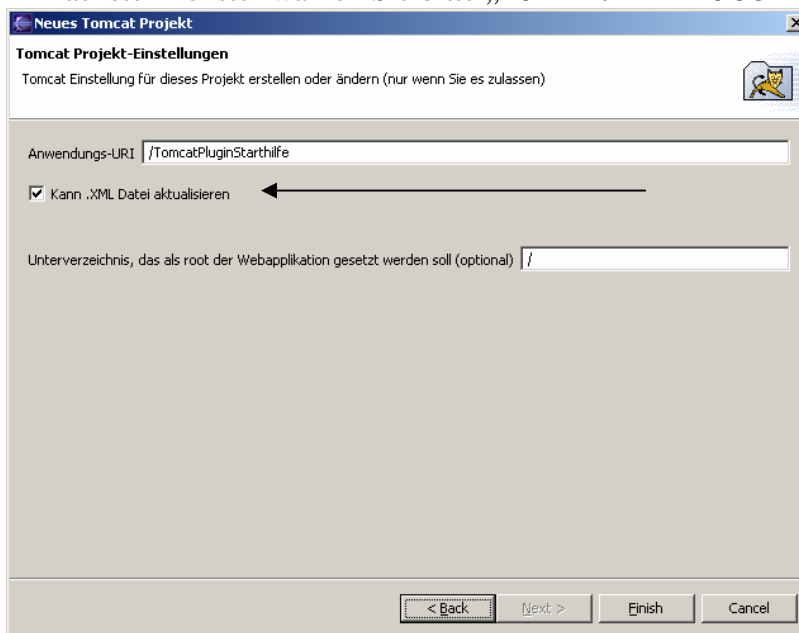 Neues Tomcat Projekt
Tomcat Projekt-Einstellungen
Tomcat Einstellung für dieses Projekt erstellen oder ändern (nur wenn Sie es zulassen)
Anwendungs-URI /TomcatPluginStarthilfe
Kann .XML Datei aktualisieren
Unterverzeichnis, das als root der Webapplikation gesetzt werden soll (optional) /
< Back Next > Finish Cancel